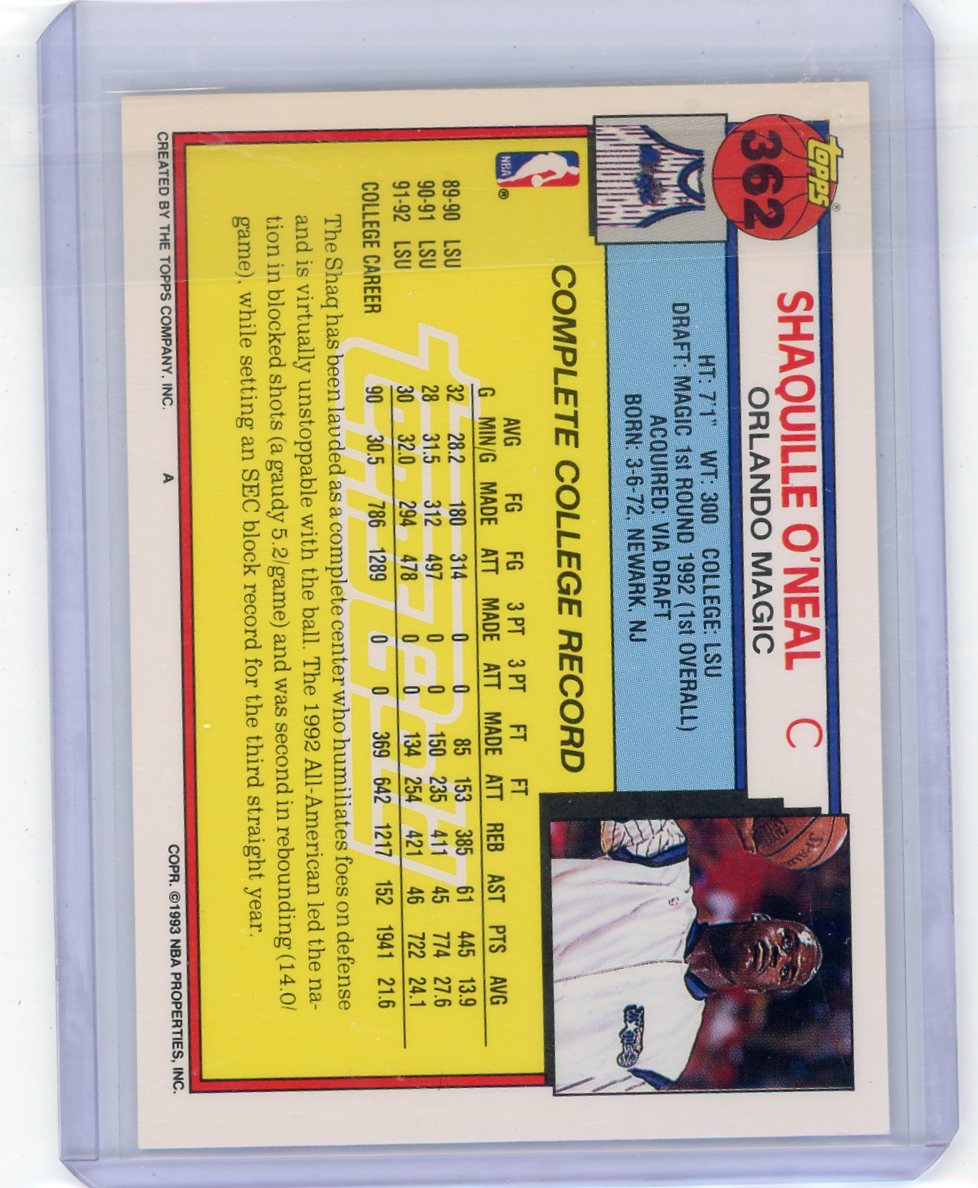 topps®
362
SHAQUILLE O'NEAL C
ORLANDO MAGIC
HT: 7'1" WT: 300 COLLEGE: LSU
DRAFT: MAGIC 1ST ROUND 1992 (1ST OVERALL)
ACQUIRED: VIA DRAFT
BORN: 3-6-72, NEWARK, NJ
NBA ®
COMPLETE COLLEGE RECORD
AVG FG FG 3 PT 3 PT FT FT
G MIN/G MADE ATT MADE ATT MADE ATT REB AST PTS AVG
89-90 LSU 32 28.2 180 314 0 0 85 153 385 61 445 13.9
90-91 LSU 28 31.5 312 497 0 0 150 235 411 45 774 27.6
91-92 LSU 30 32.0 294 478 0 0 134 254 421 46 722 24.1
COLLEGE CAREER 90 30.5 786 1289 0 0 369 642 1217 152 1941 21.6
The Shaq has been lauded as a complete center who humiliates foes on defense
and is virtually unstoppable with the ball. The 1992 All-American led the na-
tion in blocked shots (a gaudy 5.2/game) and was second in rebounding (14.0/
game), while setting an SEC block record for the third straight year.
CREATED BY THE TOPPS COMPANY, INC. A COPR. ©1993 NBA PROPERTIES, INC.